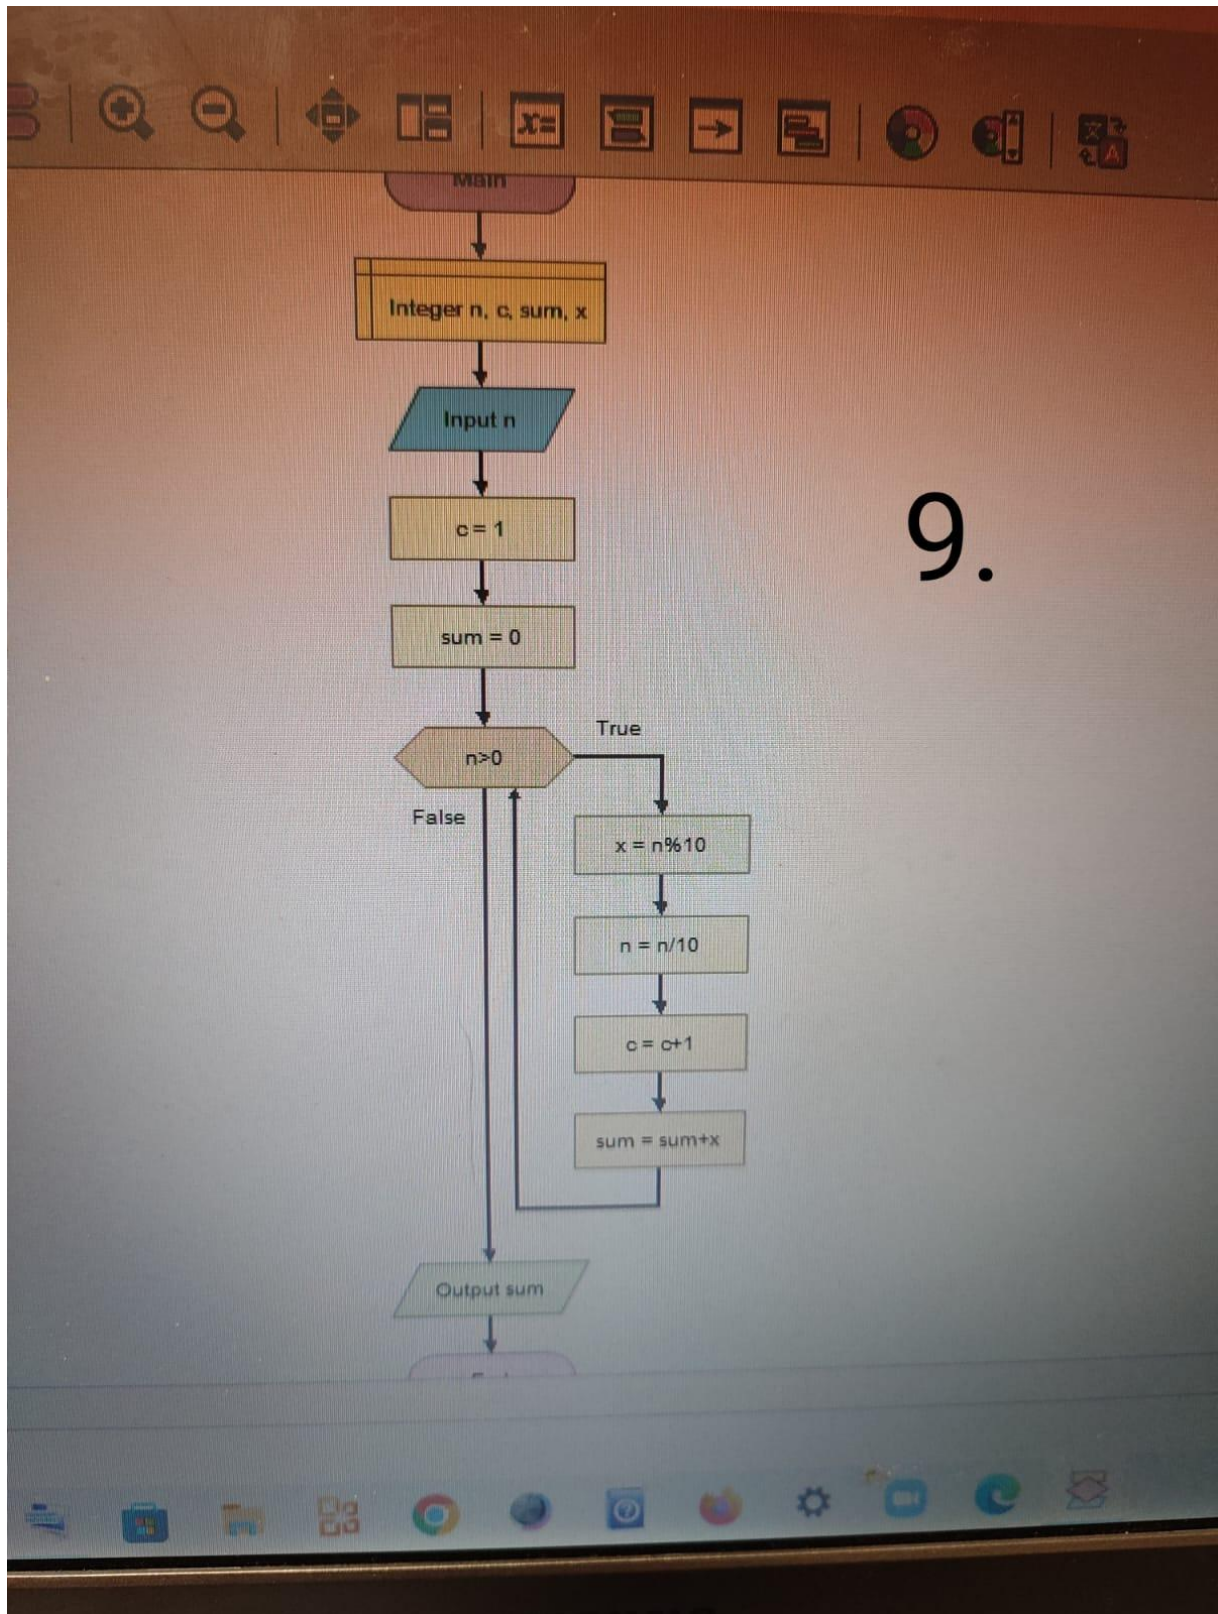 x=
A
Main
Integer n, c, sum, x
Input n
9.
c = 1
sum = 0
True
n>0
False
x = n%10
n = n/10
c = c+1
sum = sum+x
Output sum